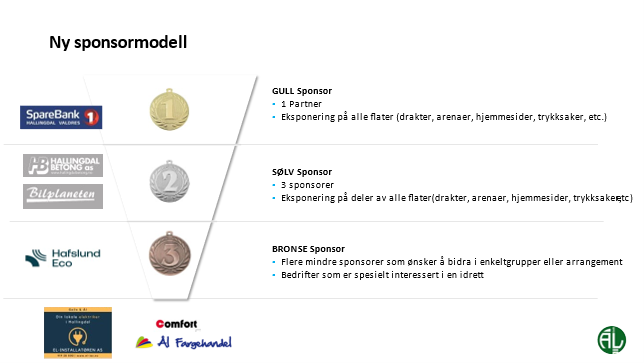 Ny sponsormodell
GULL Sponsor
1 Partner
Eksponering på alle flater (drakter, arenaer, hjemmesider, trykksaker, etc.)
SpareBank 1
HALLINGDAL VALDRES
1
SØLV Sponsor
3 sponsorer
Eksponering på deler av alle flater(drakter, arenaer, hjemmesider, trykksaker,etc)
HB HALLINGDAL
BETONG as
Bilplaneten
2
BRONSE Sponsor
Flere mindre sponsorer som ønsker å bidra i enkeltgrupper eller arrangement
Bedrifter som er spesielt interessert i en idrett
Hafslund
Eco
3
Din lokale elektriker
i Hallingdal
EL INSTALLATØREN AS
Comfort
Ål Fargehandel
ÅIL